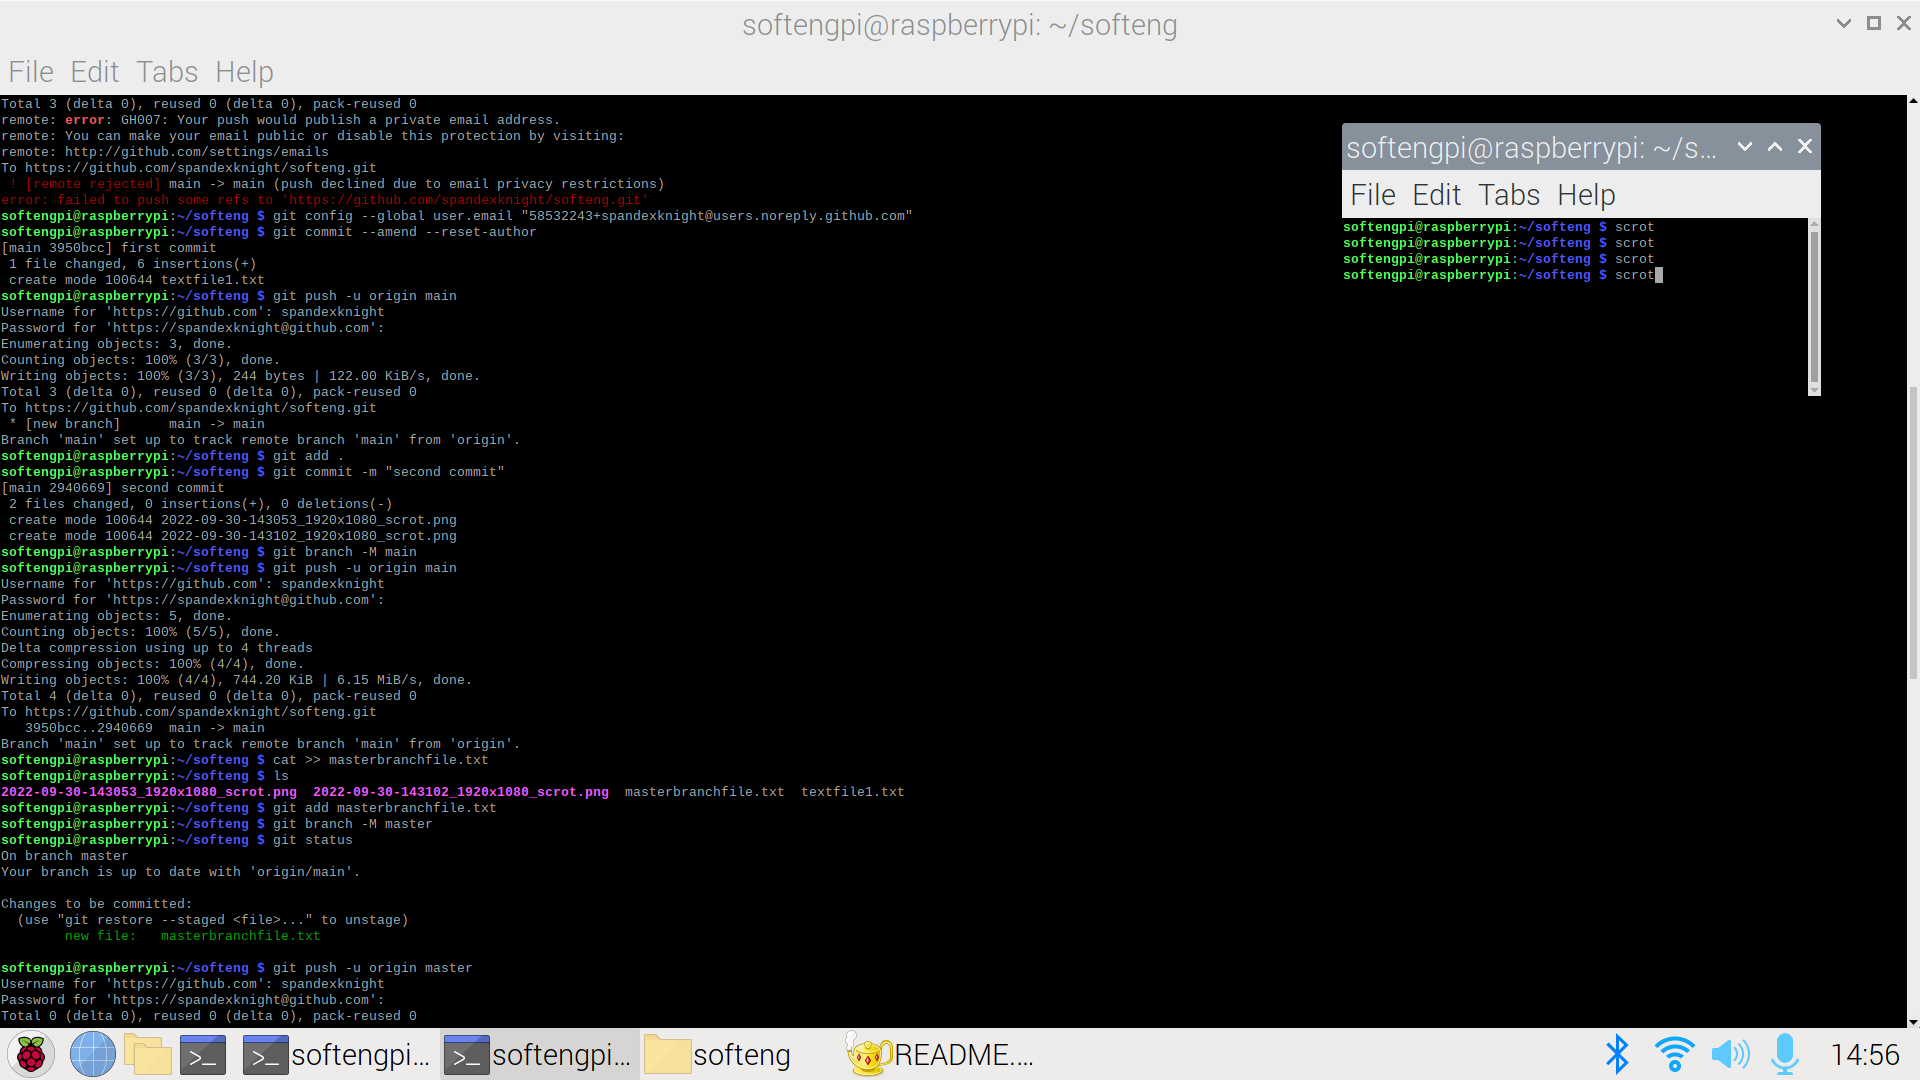 softengpi@raspberrypi: ~/softeng
File Edit Tabs Help
Total 3 (delta 0), reused 0 (delta 0), pack-reused 0
remote: error: GH007: Your push would publish a private email address.
remote: You can make your email public or disable this protection by visiting:
remote: http://github.com/settings/emails
To https://github.com/spandexknight/softeng.git
 ! [remote rejected] main -> main (push declined due to email privacy restrictions)
error: failed to push some refs to 'https://github.com/spandexknight/softeng.git'
softengpi@raspberrypi:~/softeng $ git config --global user.email "58532243+spandexknight@users.noreply.github.com"
softengpi@raspberrypi:~/softeng $ git commit --amend --reset-author
[main 3950bcc] first commit
 1 file changed, 6 insertions(+)
 create mode 100644 textfile1.txt
softengpi@raspberrypi:~/softeng $ git push -u origin main
Username for 'https://github.com': spandexknight
Password for 'https://spandexknight@github.com':
Enumerating objects: 3, done.
Counting objects: 100% (3/3), done.
Writing objects: 100% (3/3), 244 bytes | 122.00 KiB/s, done.
Total 3 (delta 0), reused 0 (delta 0), pack-reused 0
To https://github.com/spandexknight/softeng.git
 * [new branch]      main -> main
Branch 'main' set up to track remote branch 'main' from 'origin'.
softengpi@raspberrypi:~/softeng $ git add .
softengpi@raspberrypi:~/softeng $ git commit -m "second commit"
[main 2940669] second commit
 2 files changed, 0 insertions(+), 0 deletions(-)
 create mode 100644 2022-09-30-143053_1920x1080_scrot.png
 create mode 100644 2022-09-30-143102_1920x1080_scrot.png
softengpi@raspberrypi:~/softeng $ git branch -M main
softengpi@raspberrypi:~/softeng $ git push -u origin main
Username for 'https://github.com': spandexknight
Password for 'https://spandexknight@github.com':
Enumerating objects: 5, done.
Counting objects: 100% (5/5), done.
Delta compression using up to 4 threads
Compressing objects: 100% (4/4), done.
Writing objects: 100% (4/4), 744.20 KiB | 6.15 MiB/s, done.
Total 4 (delta 0), reused 0 (delta 0), pack-reused 0
To https://github.com/spandexknight/softeng.git
   3950bcc..2940669  main -> main
Branch 'main' set up to track remote branch 'main' from 'origin'.
softengpi@raspberrypi:~/softeng $ cat >> masterbranchfile.txt
softengpi@raspberrypi:~/softeng $ ls
2022-09-30-143053_1920x1080_scrot.png  2022-09-30-143102_1920x1080_scrot.png  masterbranchfile.txt  textfile1.txt
softengpi@raspberrypi:~/softeng $ git add masterbranchfile.txt
softengpi@raspberrypi:~/softeng $ git branch -M master
softengpi@raspberrypi:~/softeng $ git status
On branch master
Your branch is up to date with 'origin/main'.
Changes to be committed:
  (use "git restore --staged <file>..." to unstage)
        new file:   masterbranchfile.txt
softengpi@raspberrypi:~/softeng $ git push -u origin master
Username for 'https://github.com': spandexknight
Password for 'https://spandexknight@github.com':
Total 0 (delta 0), reused 0 (delta 0), pack-reused 0
softengpi@raspberrypi: ~/s...
File Edit Tabs Help
softengpi@raspberrypi:~/softeng $ scrot
softengpi@raspberrypi:~/softeng $ scrot
softengpi@raspberrypi:~/softeng $ scrot
softengpi@raspberrypi:~/softeng $ scrot
softengpi... softengpi... softeng README.... 14:56